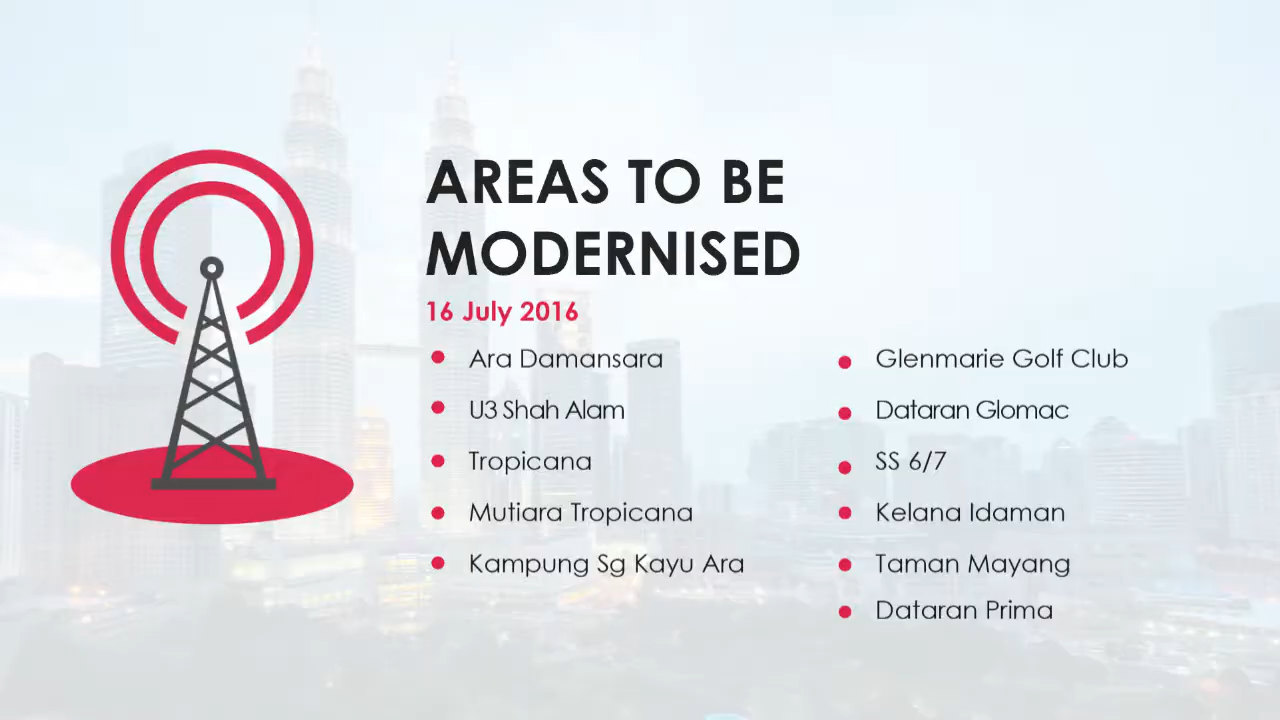 AREAS TO BE
MODERNISED
16 July 2016
Ara Damansara
U3 Shah Alam
Tropicana
Mutiara Tropicana
Kampung Sg Kayu Ara
Glenmarie Golf Club
Dataran Glomac
SS 6/7
Kelana Idaman
Taman Mayang
Dataran Prima